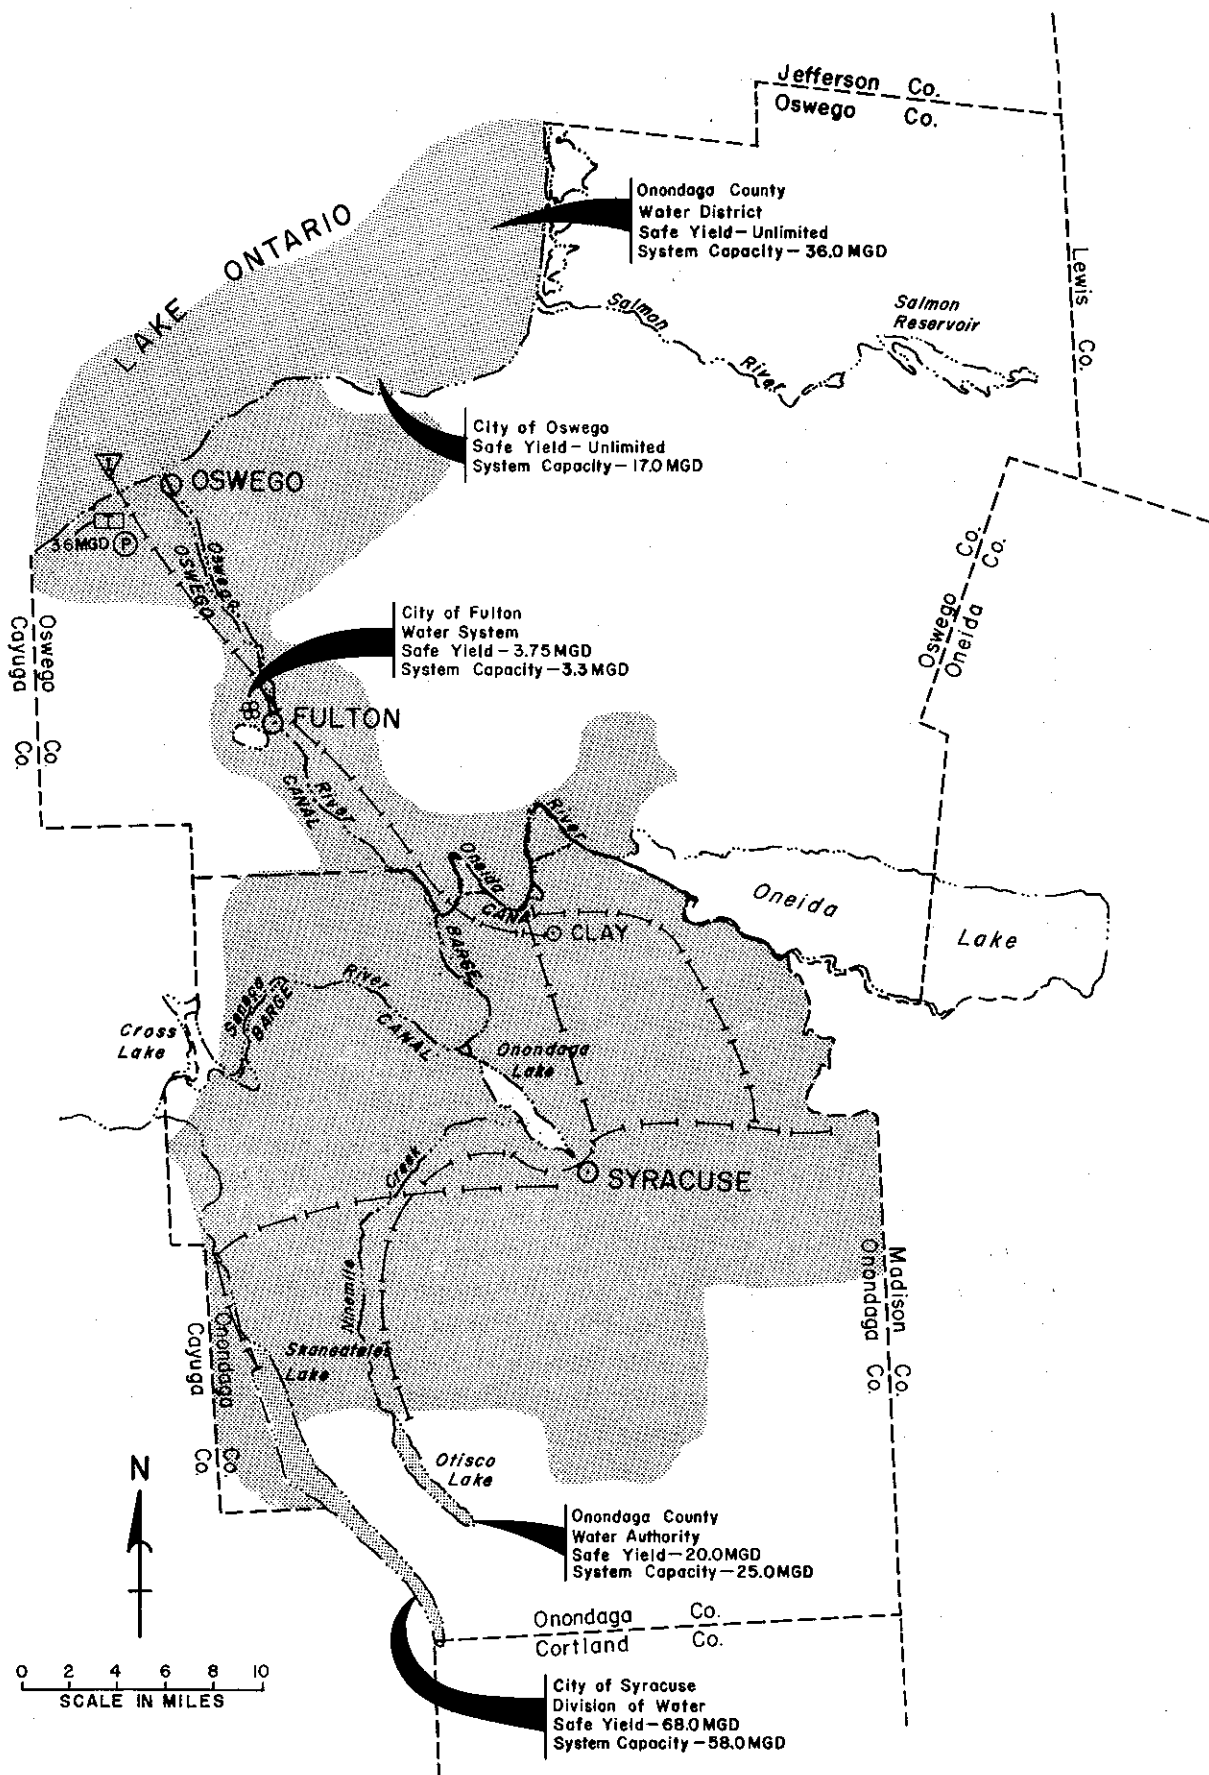 Jefferson Co.
Oswego Co.
LAKE ONTARIO
Onondaga County
Water District
Safe Yield-Unlimited
System Capacity-36.0 MGD
Lewis Co.
Salmon River
Salmon
Reservoir
City of Oswego
Safe Yield-Unlimited
System Capacity-17.0 MGD
T
OSWEGO
T
36MGD P
Oswego
OSWEGO
Oswego Co.
Oneida Co.
City of Fulton
Water System
Safe Yield-3.75 MGD
System Capacity-3.3 MGD
Oswego Co.
Cayuga Co.
FULTON
River
CANAL
River
Oneida
CANAL
CLAY
BARGE
Oneida Lake
Seneca River
BARGE CANAL
Cross
Lake
Onondaga
Lake
Creek
SYRACUSE
Ninemile
Madison Co.
Onondaga Co.
Skaneateles
Lake
Onondaga Co.
Cayuga Co.
Otisco
Lake
N
Onondaga County
Water Authority
Safe Yield-20.0 MGD
System Capacity-25.0 MGD
Onondaga Co.
Cortland Co.
0 2 4 6 8 10
SCALE IN MILES
City of Syracuse
Division of Water
Safe Yield-68.0 MGD
System Capacity-58.0 MGD